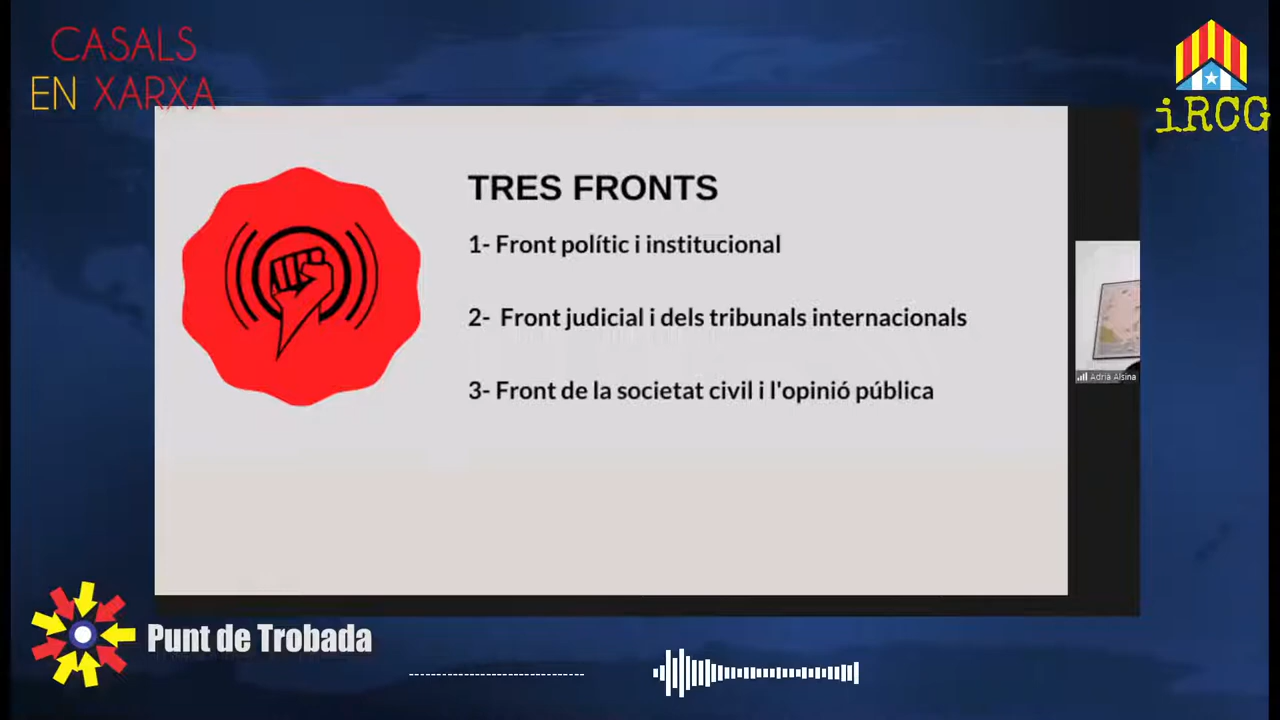 CASALS
EN XARXA
iRCG
TRES FRONTS
1- Front polític i institucional
2- Front judicial i dels tribunals internacionals
3- Front de la societat civil i l'opinió pública
Adrià Alsina
Punt de Trobada